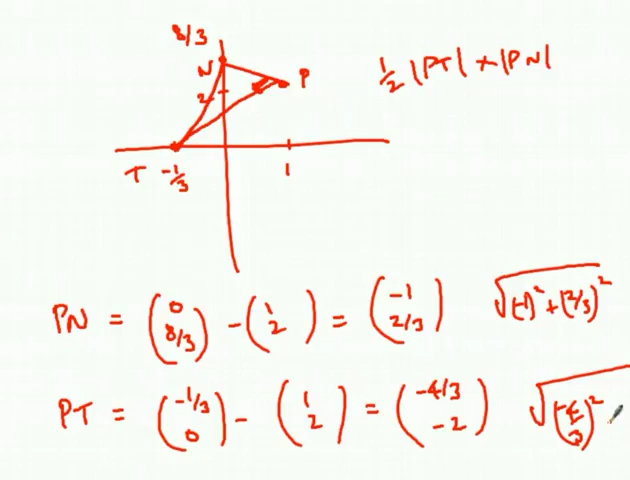 8/3
N
P
½ |PT| × |PN|
2
T -1/3
1
PN = (0 8/3) - (1 2) = (-1 2/3) √(-1)² + (2/3)²
PT = (-1/3 0) - (1 2) = (-4/3 -2) √(-4/3)²